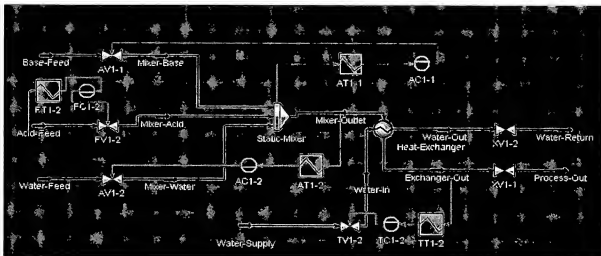 Base-Feed
AV1-1
Mixer-Base
AT1-1
AC1-1
FT1-2
FC1-2
Acid-Feed
FV1-2
Mixer-Acid
Static-Mixer
Mixer-Outlet
Water-Out
Heat-Exchanger
XV1-2
Water-Return
Water-Feed
AV1-2
Mixer-Water
AC1-2
AT1-2
Water-In
Exchanger-Out
XV1-1
Process-Out
Water-Supply
TV1-2
TC1-2
TT1-2